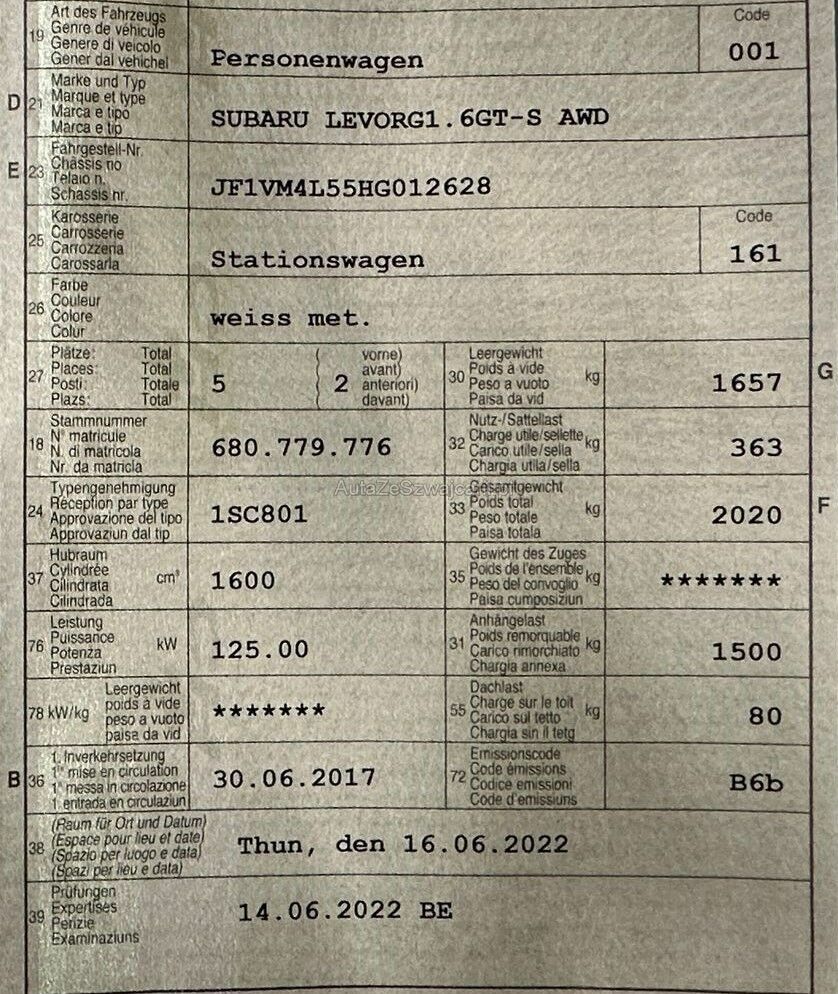 Art des Fahrzeugs
Code
19 Genre de véhicule
Genere di veicolo
Gener dal vehichel
Personenwagen
001
Marke und Typ
D 21 Marque et type
Marca e tipo
Marca e tip
SUBARU LEVORG1.6GT-S AWD
Fahrgestell-Nr.
E 23 Châssis no
Telaio n.
Schassis nr.
JF1VM4L55HG012628
Karosserie
Code
25 Carrosserie
Carrozzeria
Carossaria
Stationswagen
161
Farbe
26 Couleur
Colore
Colur
weiss met.
Plätze: Total
27 Places: Total
Posti: Totale
Plazs: Total
5
( vorne)
( avant)
( 2 anteriori)
( davant)
Leergewicht
30 Poids à vide kg
Peso a vuoto
Paisa da vid
1657
G
Stammnummer
18 N° matricule
N. di matricola
Nr. da matricla
680.779.776
Nutz-/Sattellast
32 Charge utile/sellette kg
Carico utile/sella
Chargia utila/sella
363
Typengenehmigung
24 Réception par type
Approvazione del tipo
Approvaziun dal tip
1SC801
AutaZeSzwajca
Gesamtgewicht
33 Poids total kg
Peso totale
Paisa totala
2020
F
Hubraum
37 Cylindrée cm³
Cilindrata
Cilindrada
1600
Gewicht des Zuges
35 Poids de l'ensemble kg
Peso del convoglio
Paisa cumposiziun
*******
Leistung
76 Puissance kW
Potenza
Prestaziun
125.00
Anhängelast
31 Poids remorquable kg
Carico rimorchiato
Chargia annexa
1500
Leergewicht
78 kW/kg poids à vide
peso a vuoto
paisa da vid
*******
Dachlast
55 Charge sur le toit kg
Carico sul tetto
Chargia sin il tetg
80
1. Inverkehrsetzung
B 36 1re mise en circulation
1a messa in circolazione
1. entrada en circulaziun
30.06.2017
Emissionscode
72 Code émissions
Codice emissioni
Code d'emissiuns
B6b
(Raum für Ort und Datum)
38 (Espace pour lieu et date)
(Spazio per luogo e data)
(Spazi per lieu e data)
Thun, den 16.06.2022
Prüfungen
39 Expertises
Perizie
Examinaziuns
14.06.2022 BE